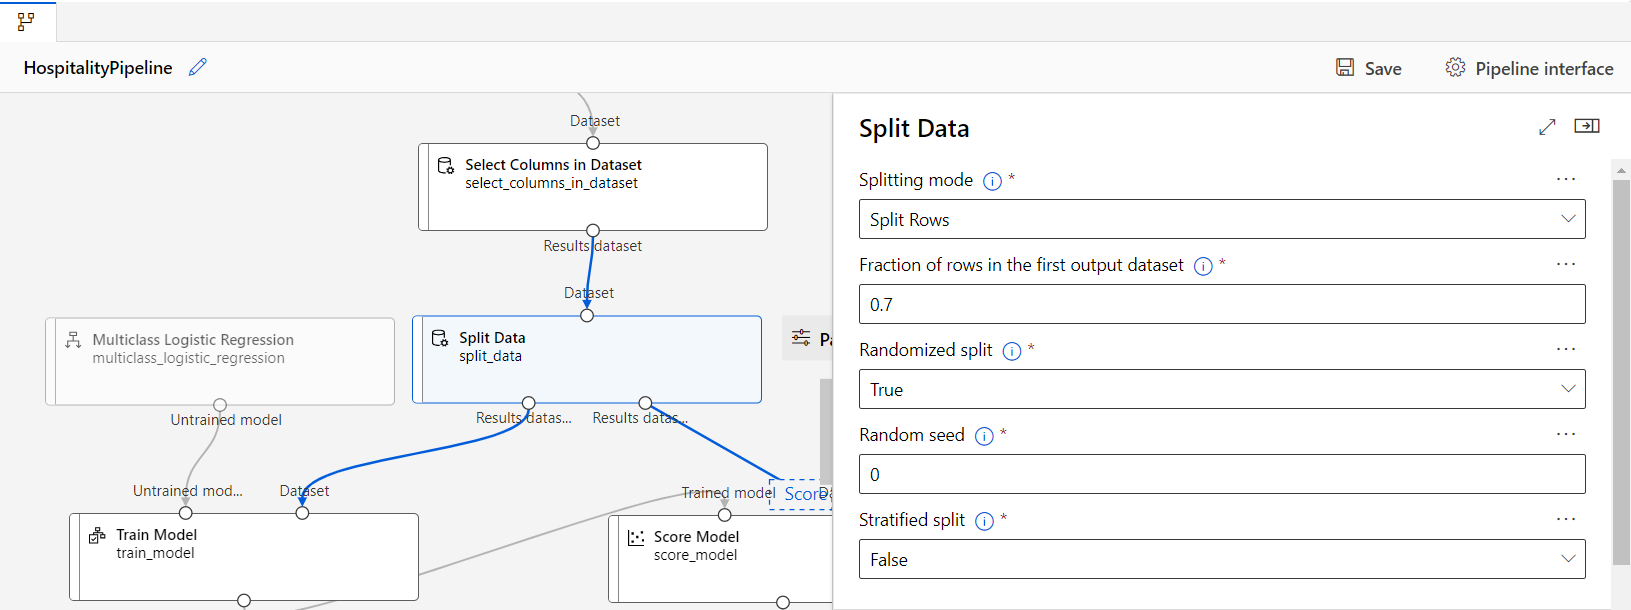 HospitalityPipeline
Save
Pipeline interface
Dataset
Select Columns in Dataset
select_columns_in_dataset
Results dataset
Dataset
Multiclass Logistic Regression
multiclass_logistic_regression
Untrained model
Split Data
split_data
Results datas...
Results datas...
Untrained mod...
Dataset
Train Model
train_model
Trained model
Score
Score Model
score_model
Split Data
Splitting mode *
Split Rows
Fraction of rows in the first output dataset *
0.7
Randomized split *
True
Random seed *
0
Stratified split *
False